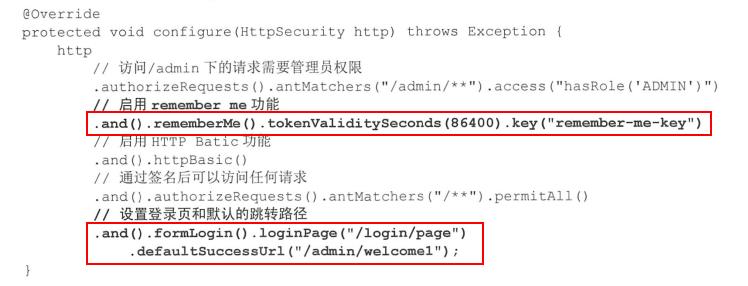 @Override
protected void configure(HttpSecurity http) throws Exception {
    http
        // 访问/admin 下的请求需要管理员权限
        .authorizeRequests().antMatchers("/admin/**").access("hasRole('ADMIN')")
        // 启用 remember me 功能
        .and().rememberMe().tokenValiditySeconds(86400).key("remember-me-key")
        // 启用 HTTP Batic 功能
        .and().httpBasic()
        // 通过签名后可以访问任何请求
        .and().authorizeRequests().antMatchers("/**").permitAll()
        // 设置登录页和默认的跳转路径
        .and().formLogin().loginPage("/login/page")
            .defaultSuccessUrl("/admin/welcome1");
}